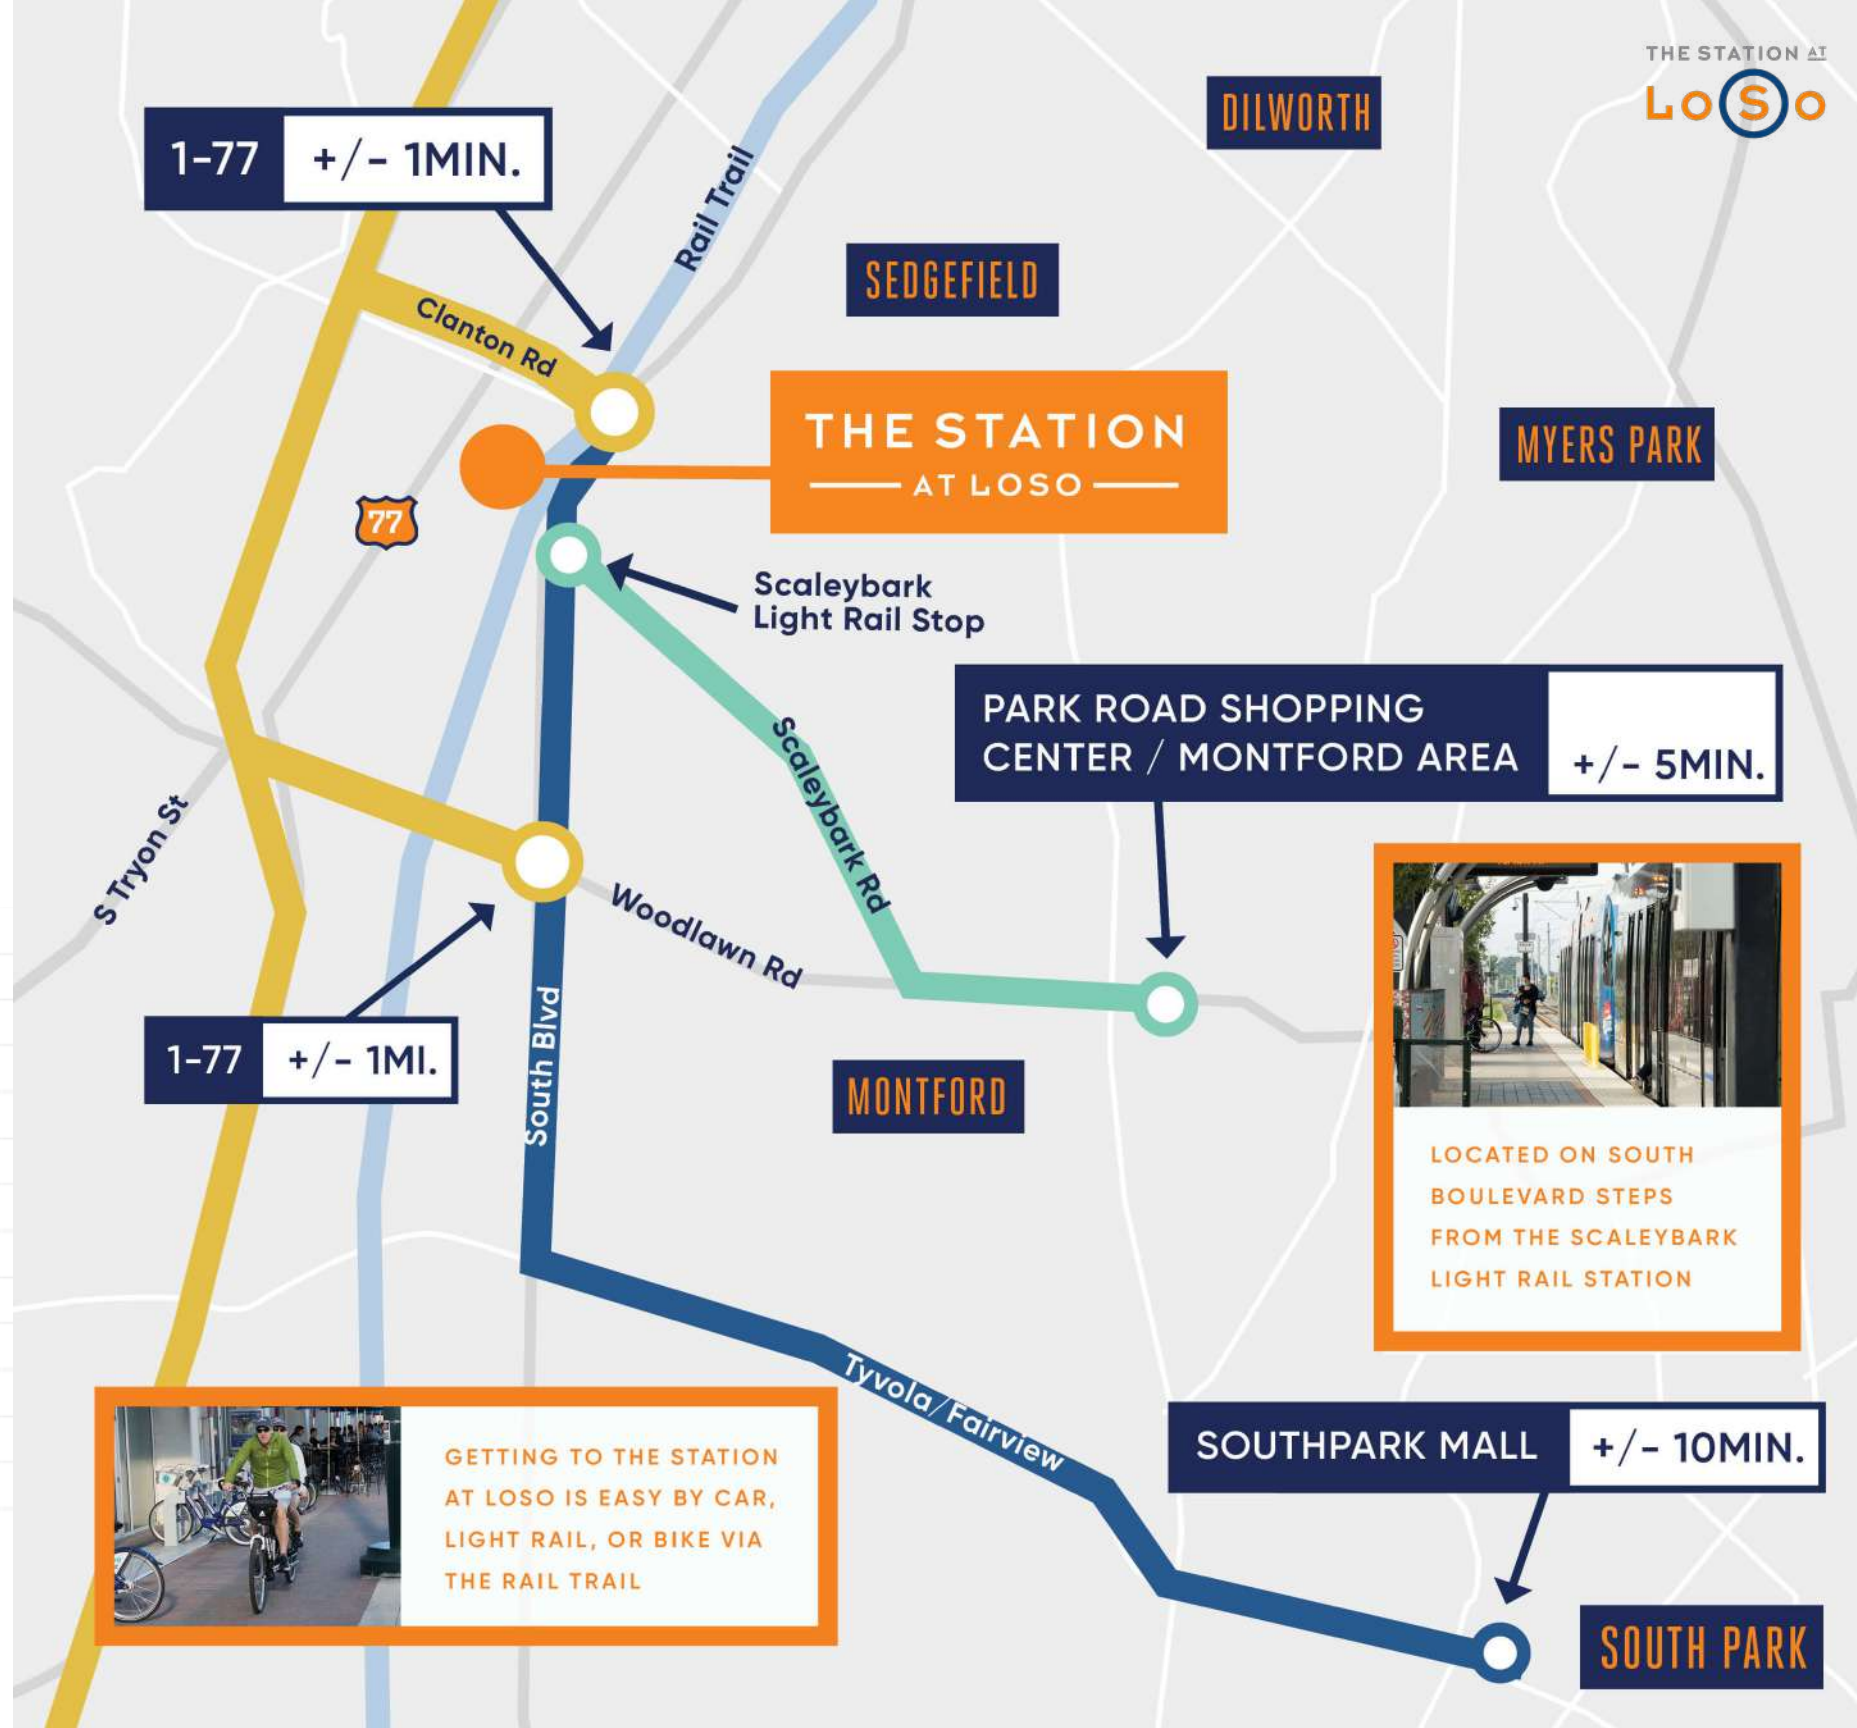 THE STATION AT
LOSO
DILWORTH
1-77 +/- 1MIN.
Rail Trail
SEDGEFIELD
Clanton Rd
THE STATION
AT LOSO
MYERS PARK
77
Scaleybark
Light Rail Stop
PARK ROAD SHOPPING
CENTER / MONTFORD AREA +/- 5MIN.
Scaleybark Rd
S Tryon St
Woodlawn Rd
South Blvd
1-77 +/- 1MI.
MONTFORD
LOCATED ON SOUTH
BOULEVARD STEPS
FROM THE SCALEYBARK
LIGHT RAIL STATION
Tyvola/Fairview
SOUTHPARK MALL +/- 10MIN.
GETTING TO THE STATION
AT LOSO IS EASY BY CAR,
LIGHT RAIL, OR BIKE VIA
THE RAIL TRAIL
SOUTH PARK